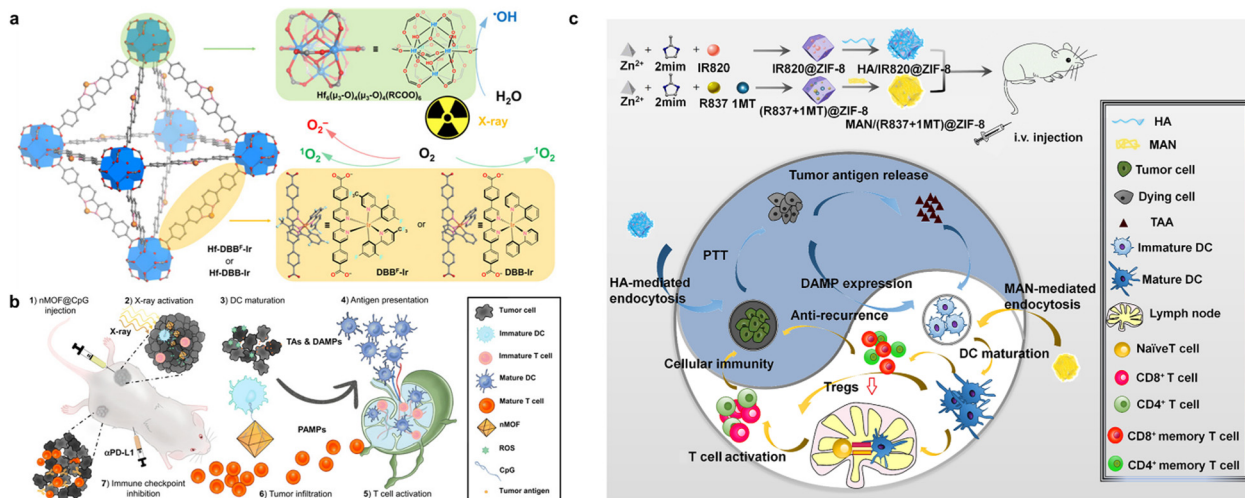 a
•OH
Hf₆(μ₃-O)₄(μ₃-O)₄(RCOO)₆
H₂O
X-ray
O₂⁻
¹O₂
O₂
¹O₂
Hf-DBBᶠ-Ir
or
Hf-DBB-Ir
DBBᶠ-Ir
or
DBB-Ir
b
1) nMOF@CpG
injection
2) X-ray activation
3) DC maturation
4) Antigen presentation
X-ray
TAs & DAMPs
αPD-L1
PAMPs
7) Immune checkpoint
inhibition
6) Tumor infiltration
5) T cell activation
Tumor cell
Immature DC
Immature T cell
Mature DC
Mature T cell
nMOF
ROS
CpG
Tumor antigen
c
Zn²⁺ + 2mim + IR820
IR820@ZIF-8
HA/IR820@ZIF-8
Zn²⁺ + 2mim + R837 1MT
(R837+1MT)@ZIF-8
MAN/(R837+1MT)@ZIF-8
i.v. injection
Tumor antigen release
PTT
HA-mediated
endocytosis
DAMP expression
MAN-mediated
endocytosis
Anti-recurrence
Cellular immunity
DC maturation
Tregs
T cell activation
HA
MAN
Tumor cell
Dying cell
TAA
Immature DC
Mature DC
Lymph node
NaïveT cell
CD8⁺ T cell
CD4⁺ T cell
CD8⁺ memory T cell
CD4⁺ memory T cell